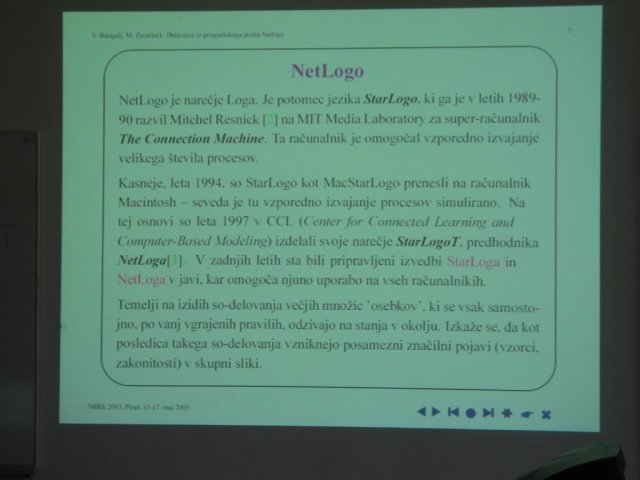 V. Batagelj, M. Zaveršnik: Delavnica iz programskega jezika Netlogo
5
NetLogo
NetLogo je narečje Loga. Je potomec jezika StarLogo, ki ga je v letih 1989-
90 razvil Mitchel Resnick [2] na MIT Media Laboratory za super-računalnik
The Connection Machine. Ta računalnik je omogočal vzporedno izvajanje
velikega števila procesov.
Kasneje, leta 1994, so StarLogo kot MacStarLogo prenesli na računalnik
Macintosh – seveda je tu vzporedno izvajanje procesov simulirano. Na
tej osnovi so leta 1997 v CCL (Center for Connected Learning and
Computer-Based Modeling) izdelali svoje narečje StarLogoT, predhodnika
NetLoga[3]. V zadnjih letih sta bili pripravljeni izvedbi StarLoga in
NetLoga v javi, kar omogoča njuno uporabo na vseh računalnikih.
Temelji na izidih so-delovanja večjih množic 'osebkov', ki se vsak samosto-
jno, po vanj vgrajenih pravilih, odzivajo na stanja v okolju. Izkaže se, da kot
posledica takega so-delovanja vzniknejo posamezni značilni pojavi (vzorci,
zakonitosti) v skupni sliki.
MIRK 2003, Piran, 15-17. maj 2003